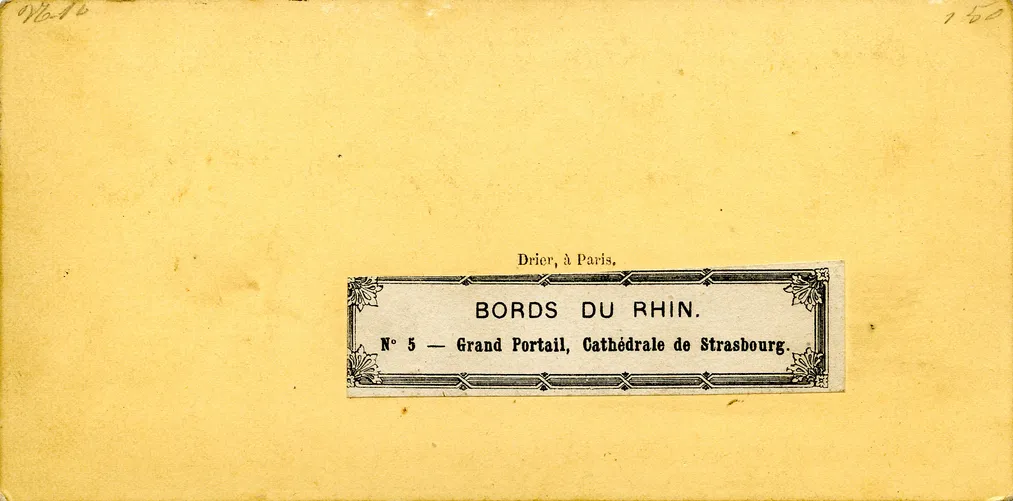 150
Drier, à Paris.
BORDS DU RHIN.
N° 5 — Grand Portail, Cathédrale de Strasbourg.